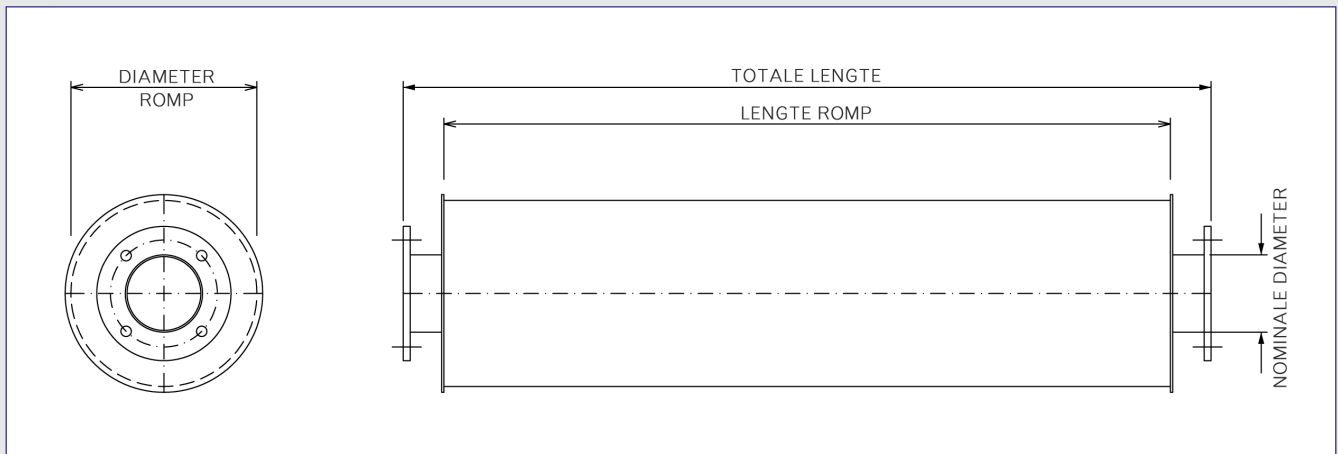 DIAMETER
ROMP
TOTALE LENGTE
LENGTE ROMP
NOMINALE DIAMETER